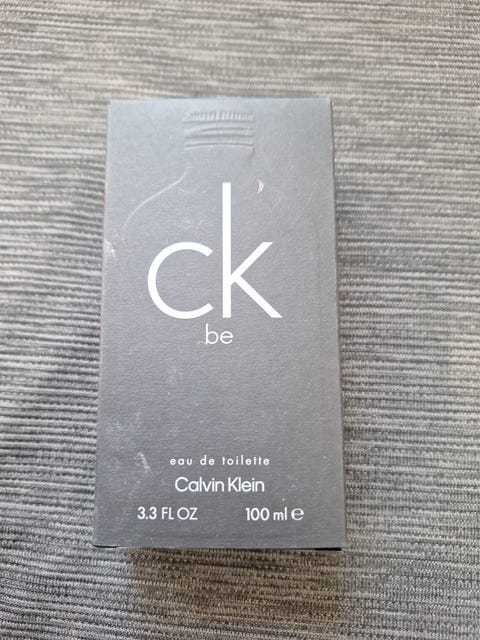 ck
be
eau de toilette
Calvin Klein
3.3 FL OZ 100 ml ℮